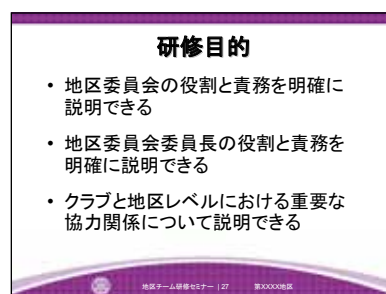 研修目的
• 地区委員会の役割と責務を明確に
説明できる
• 地区委員会委員長の役割と責務を
明確に説明できる
• クラブと地区レベルにおける重要な
協力関係について説明できる
地区チーム研修セミナー | 27 第XXXX地区